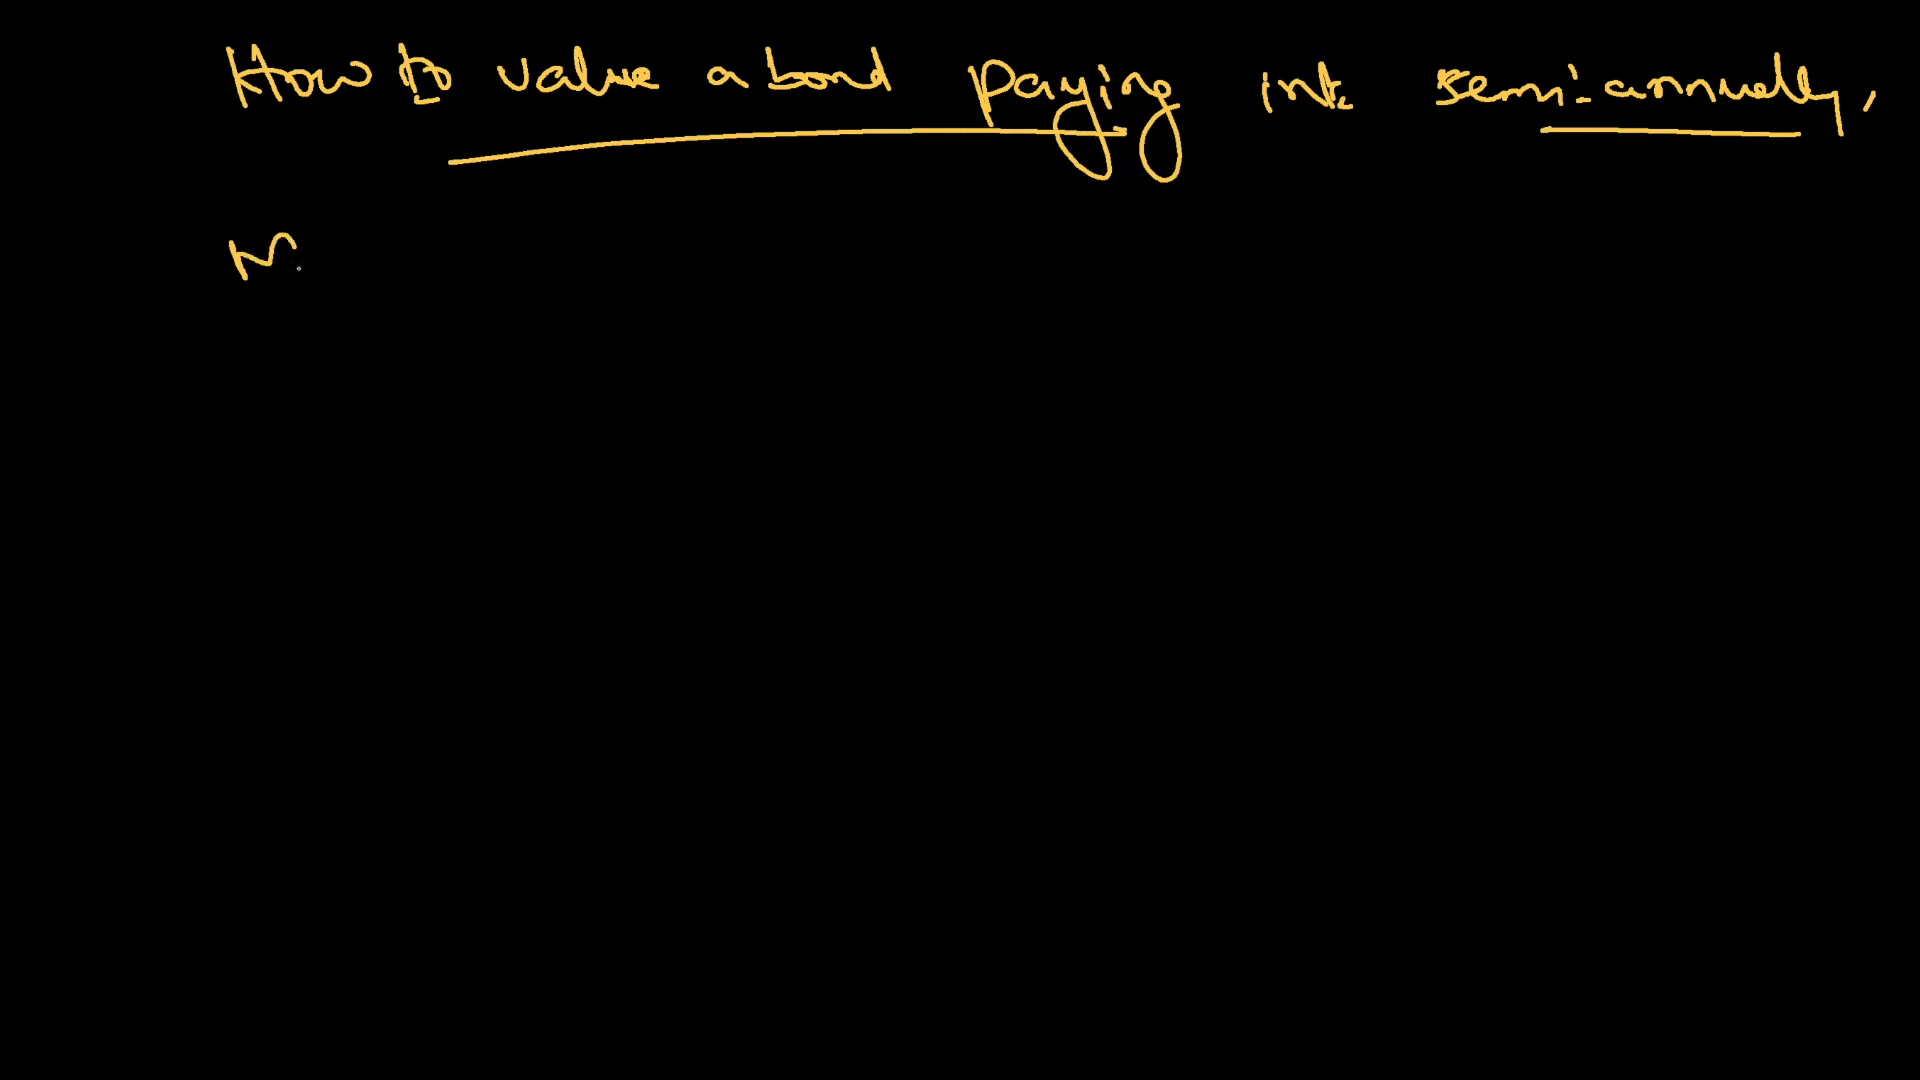 How to value a bond paying int. semi-annually,